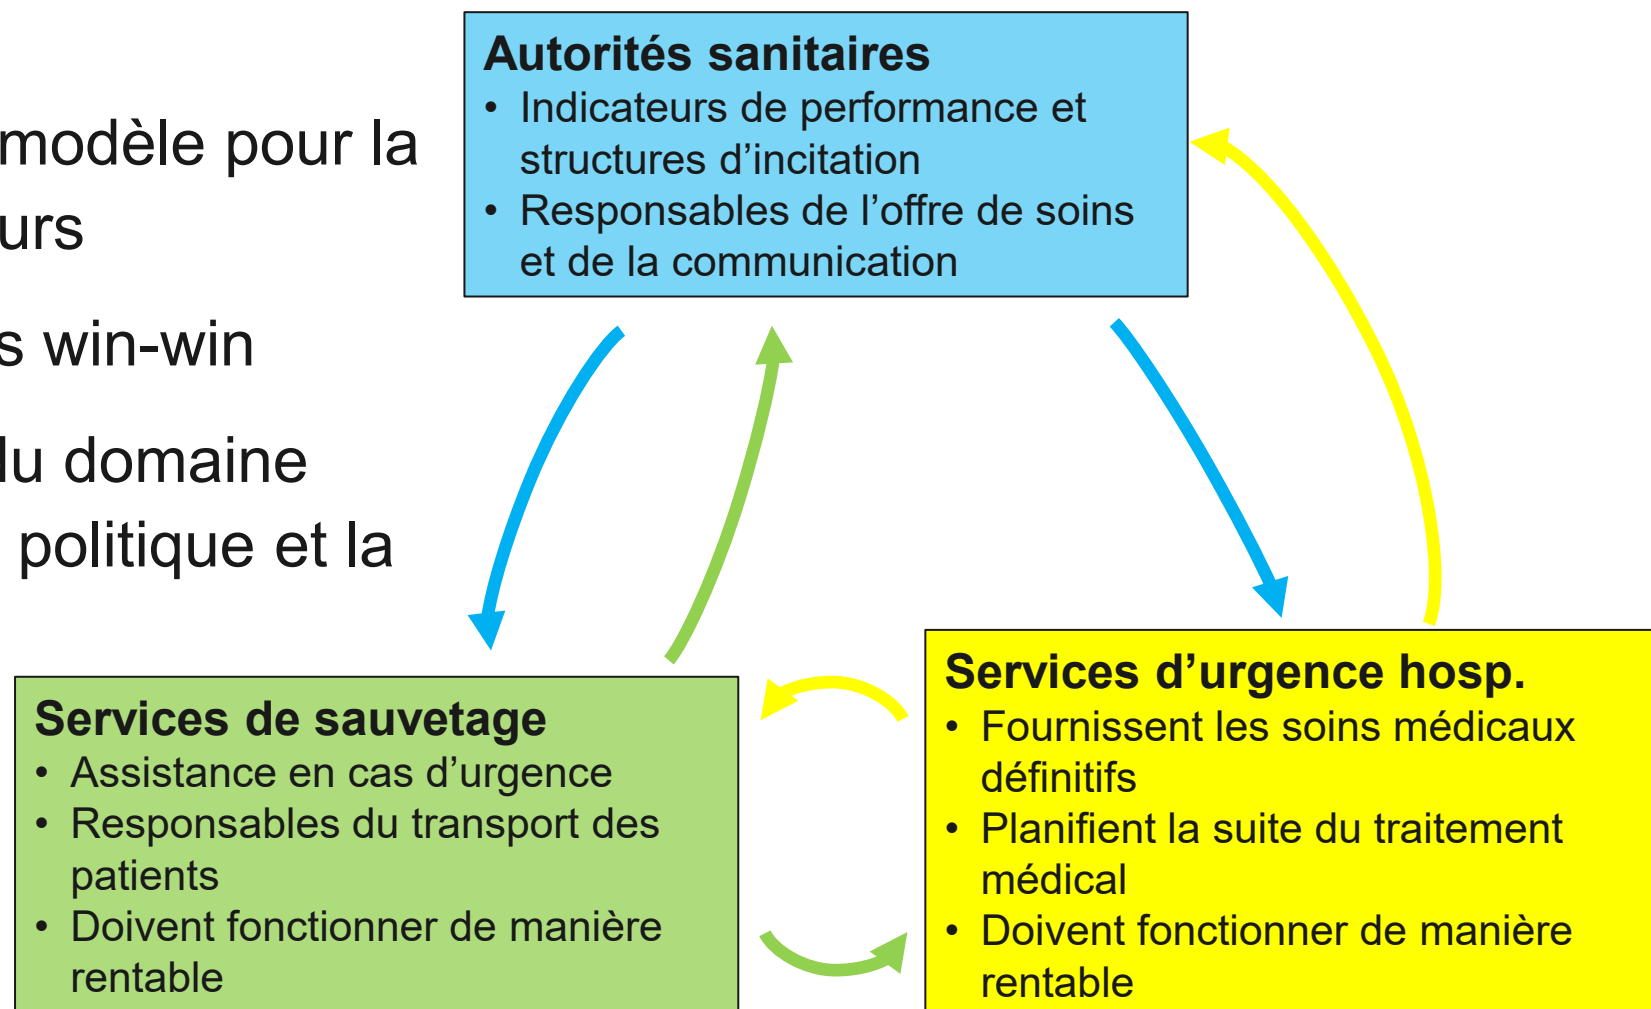 modèle pour la
urs
s win-win
du domaine
politique et la
Autorités sanitaires
• Indicateurs de performance et
structures d’incitation
• Responsables de l’offre de soins
et de la communication
Services de sauvetage
• Assistance en cas d’urgence
• Responsables du transport des
patients
• Doivent fonctionner de manière
rentable
Services d’urgence hosp.
• Fournissent les soins médicaux
définitifs
• Planifient la suite du traitement
médical
• Doivent fonctionner de manière
rentable